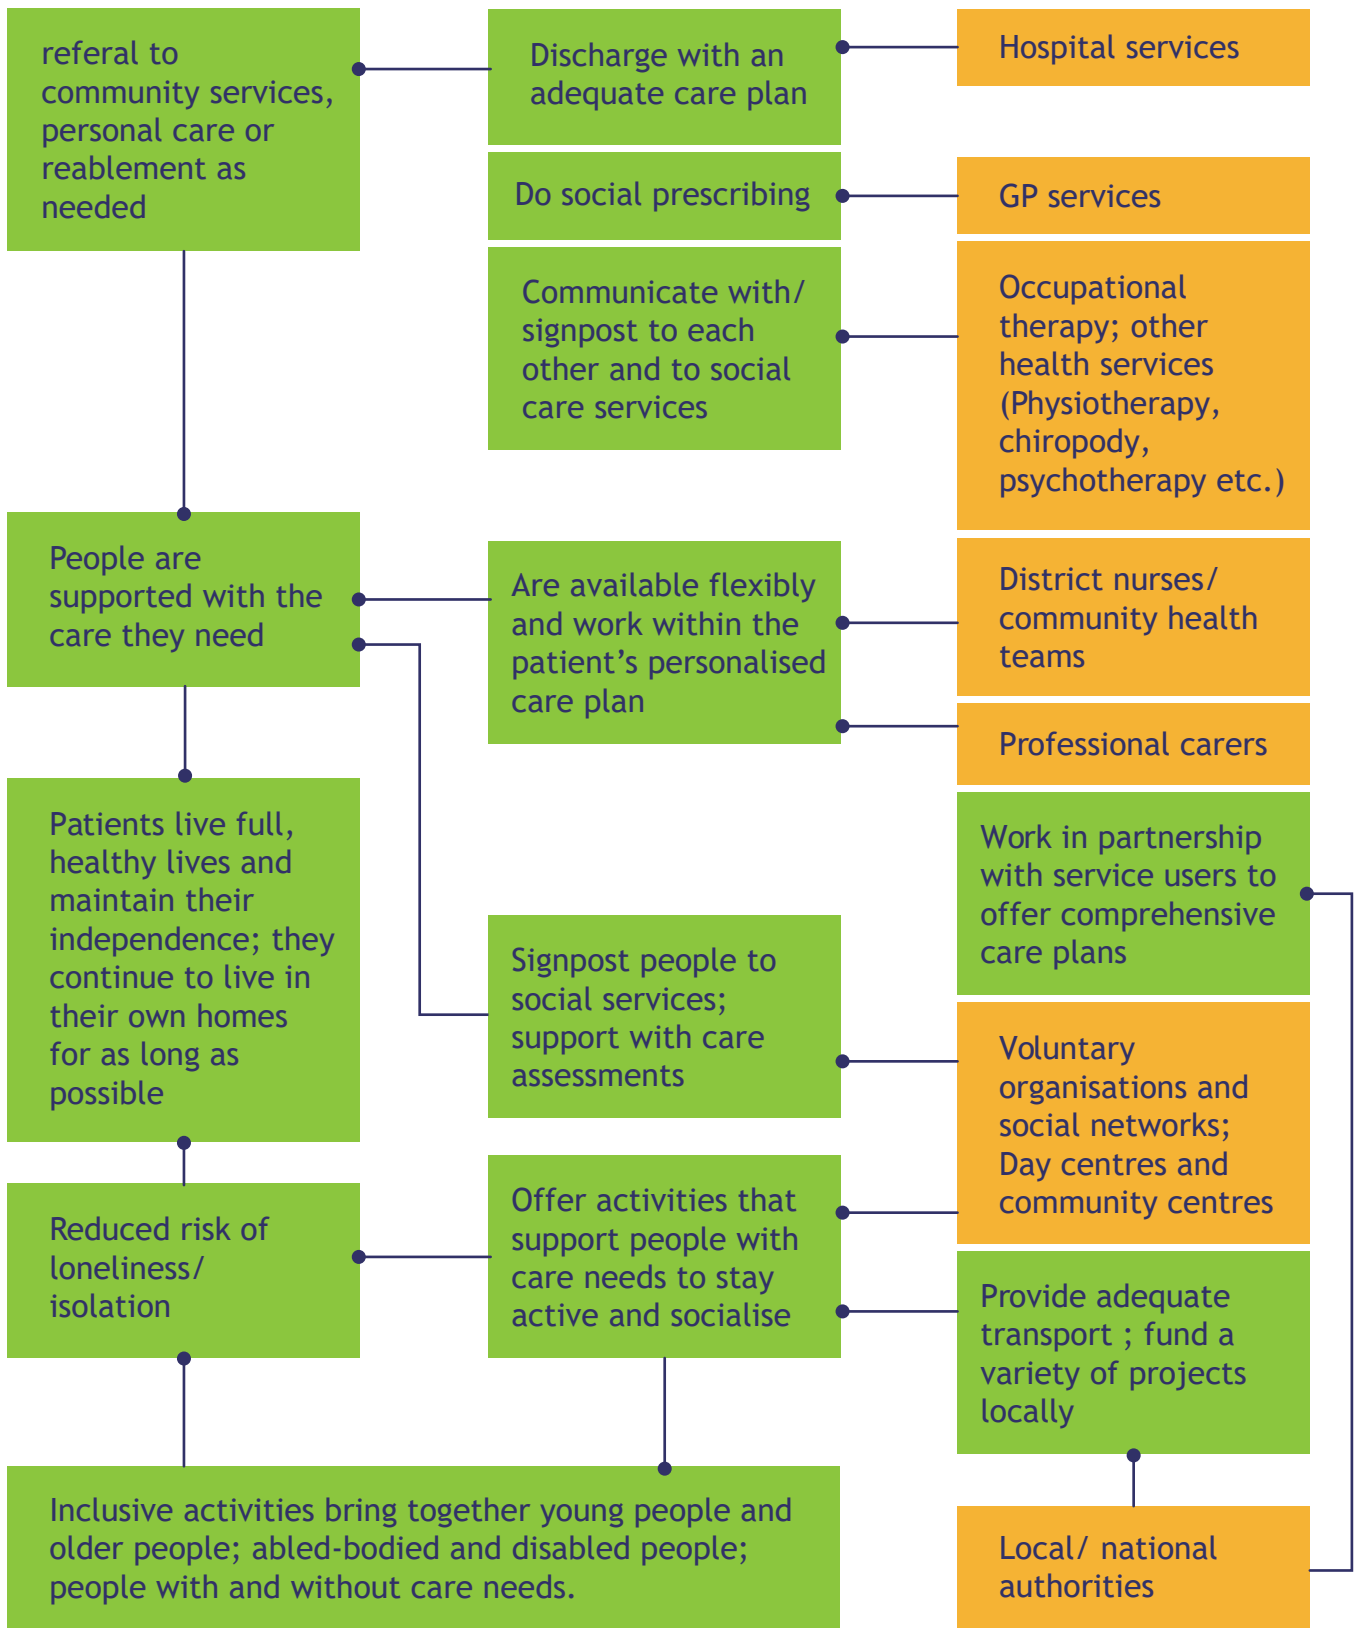 referal to
community services,
personal care or
reablement as
needed
Discharge with an
adequate care plan
Hospital services
Do social prescribing
GP services
Communicate with/
signpost to each
other and to social
care services
Occupational
therapy; other
health services
(Physiotherapy,
chiropody,
psychotherapy etc.)
People are
supported with the
care they need
Are available flexibly
and work within the
patient’s personalised
care plan
District nurses/
community health
teams
Professional carers
Patients live full,
healthy lives and
maintain their
independence; they
continue to live in
their own homes
for as long as
possible
Work in partnership
with service users to
offer comprehensive
care plans
Signpost people to
social services;
support with care
assessments
Voluntary
organisations and
social networks;
Day centres and
community centres
Reduced risk of
loneliness/
isolation
Offer activities that
support people with
care needs to stay
active and socialise
Provide adequate
transport ; fund a
variety of projects
locally
Inclusive activities bring together young people and
older people; abled-bodied and disabled people;
people with and without care needs.
Local/ national
authorities